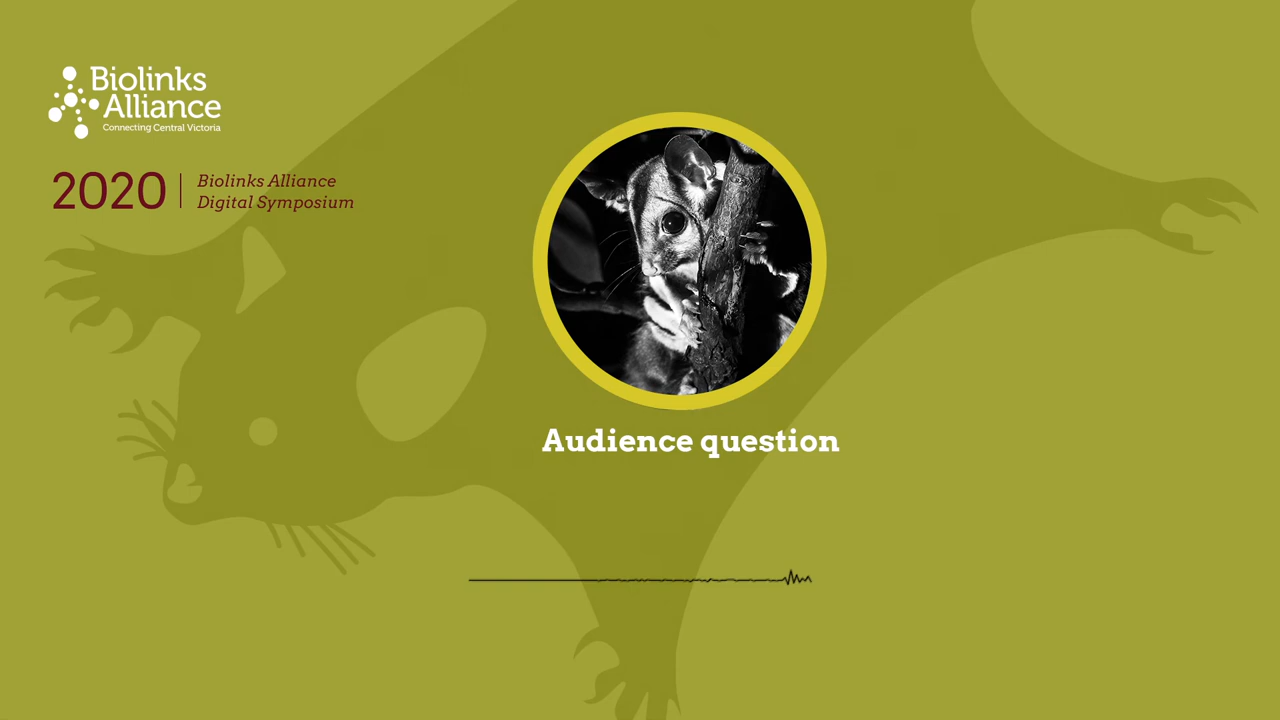 Biolinks
Alliance
Connecting Central Victoria
2020
Biolinks Alliance
Digital Symposium
Audience question